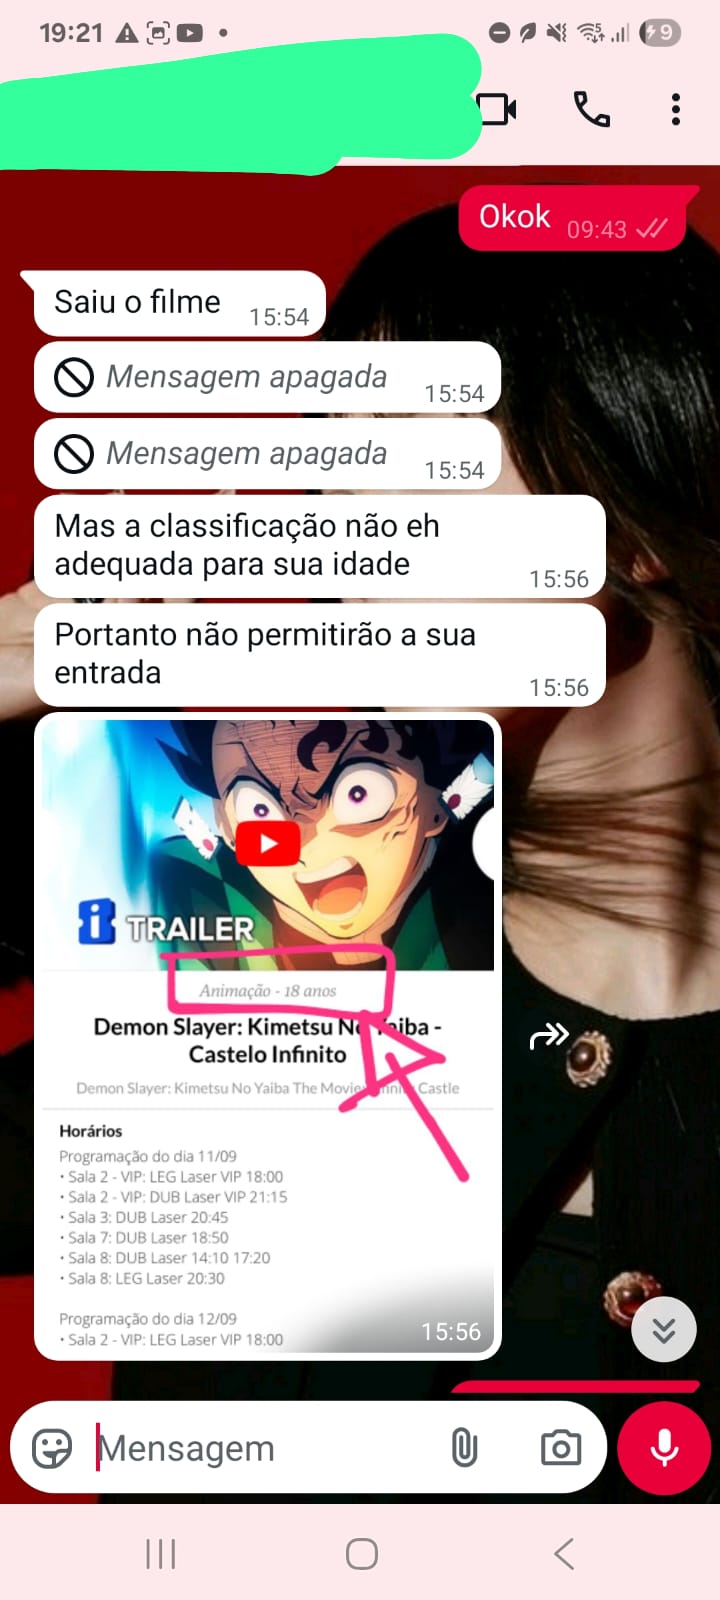 19:21
9
Okok 09:43
Saiu o filme 15:54
Mensagem apagada 15:54
Mensagem apagada 15:54
Mas a classificação não eh
adequada para sua idade 15:56
Portanto não permitirão a sua
entrada 15:56
i TRAILER
Animação - 18 anos
Demon Slayer: Kimetsu No Yaiba -
Castelo Infinito
Demon Slayer: Kimetsu No Yaiba The Movie: Infinity Castle
Horários
Programação do dia 11/09
• Sala 2 - VIP: LEG Laser VIP 18:00
• Sala 2 - VIP: DUB Laser VIP 21:15
• Sala 3: DUB Laser 20:45
• Sala 7: DUB Laser 18:50
• Sala 8: DUB Laser 14:10 17:20
• Sala 8: LEG Laser 20:30
Programação do dia 12/09
• Sala 2 - VIP: LEG Laser VIP 18:00
15:56
Mensagem